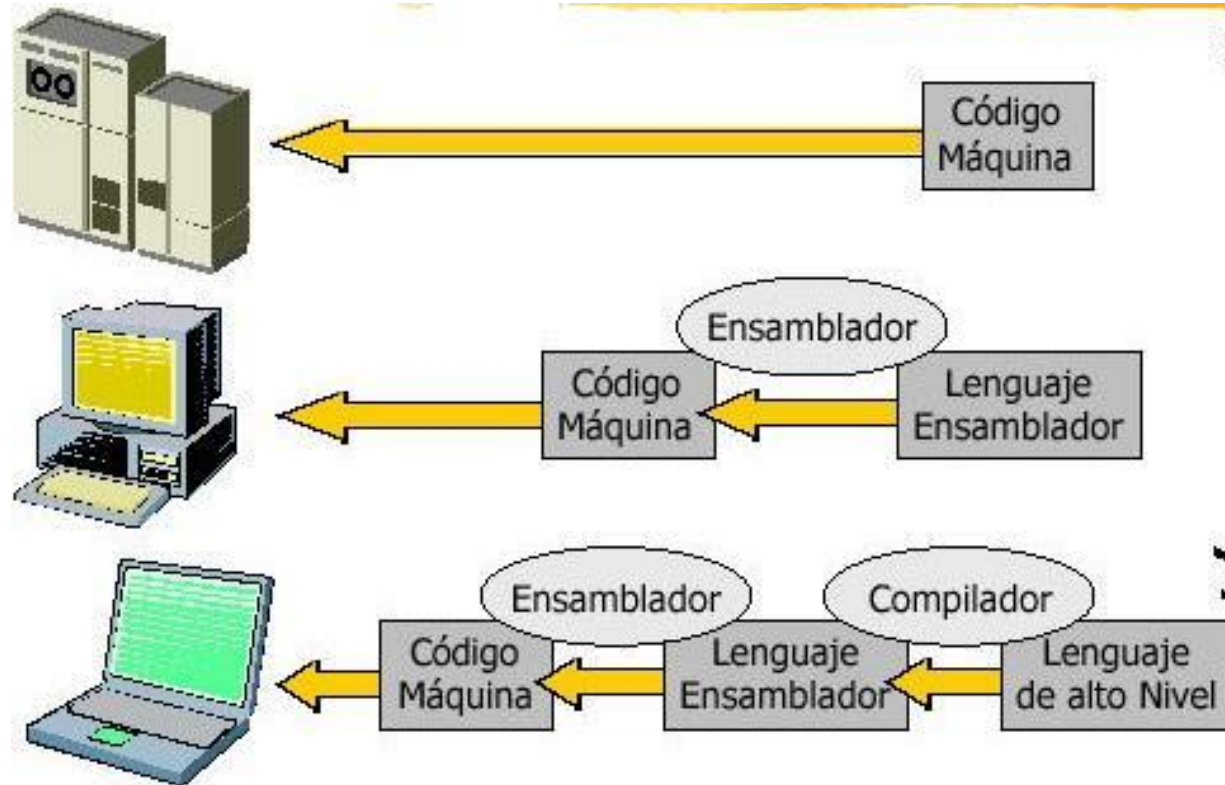 Código
Máquina
Ensamblador
Código
Máquina
Lenguaje
Ensamblador
Ensamblador
Compilador
Código
Máquina
Lenguaje
Ensamblador
Lenguaje
de alto Nivel